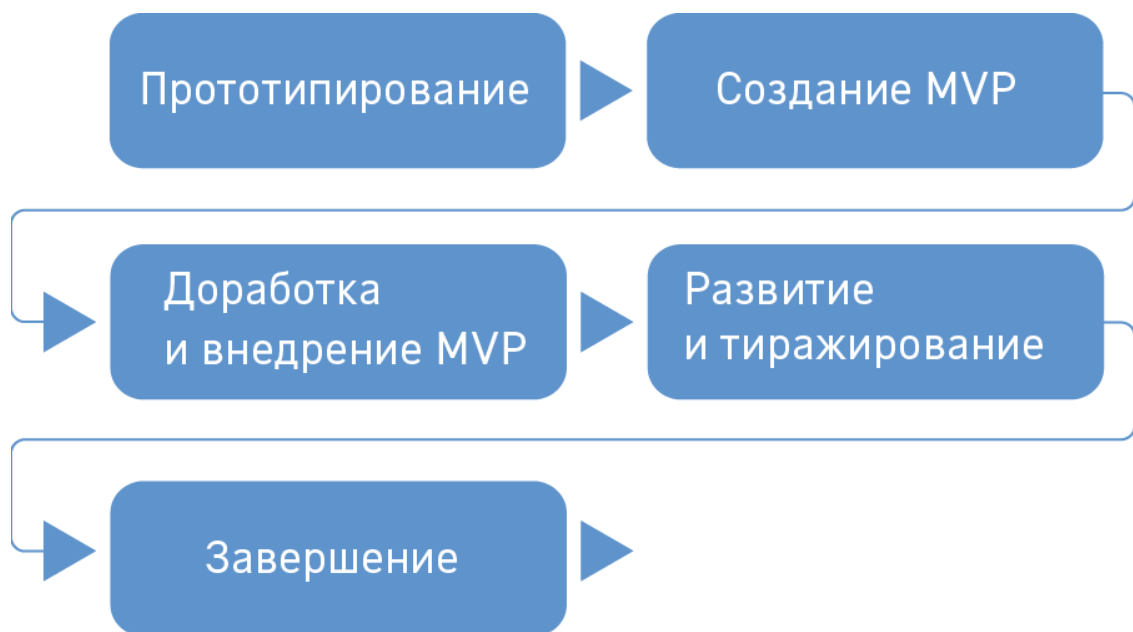 Прототипирование
Создание MVP
Доработка
и внедрение MVP
Развитие
и тиражирование
Завершение